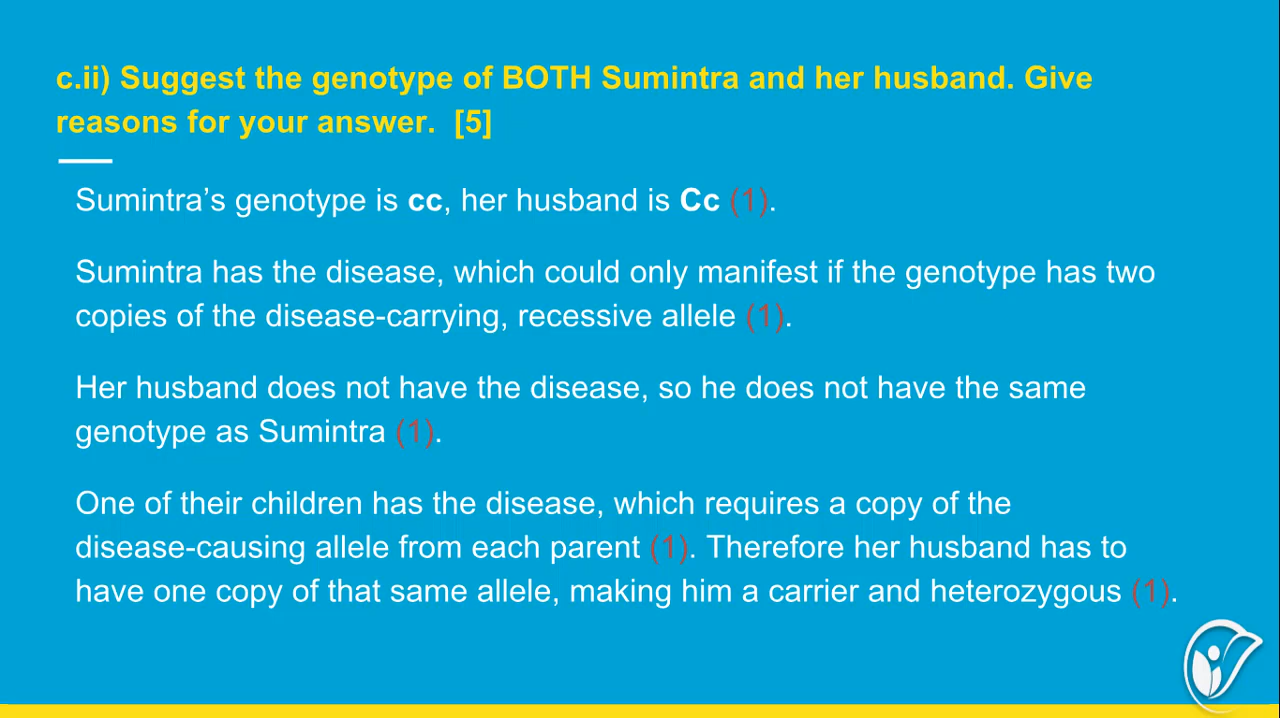 c.ii) Suggest the genotype of BOTH Sumintra and her husband. Give
reasons for your answer.  [5]
Sumintra’s genotype is cc, her husband is Cc (1).
Sumintra has the disease, which could only manifest if the genotype has two
copies of the disease-carrying, recessive allele (1).
Her husband does not have the disease, so he does not have the same
genotype as Sumintra (1).
One of their children has the disease, which requires a copy of the
disease-causing allele from each parent (1). Therefore her husband has to
have one copy of that same allele, making him a carrier and heterozygous (1).